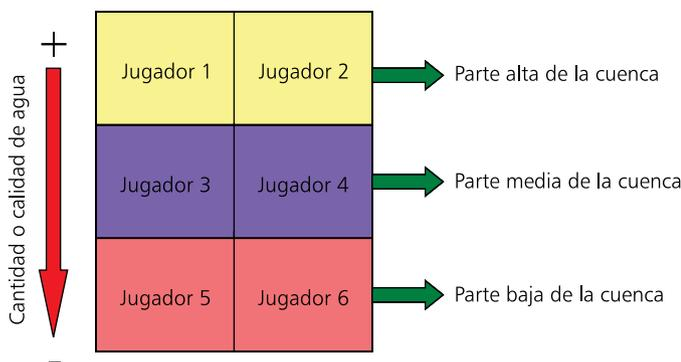 +
Cantidad o calidad de agua
Jugador 1
Jugador 2
Parte alta de la cuenca
Jugador 3
Jugador 4
Parte media de la cuenca
Jugador 5
Jugador 6
Parte baja de la cuenca
-